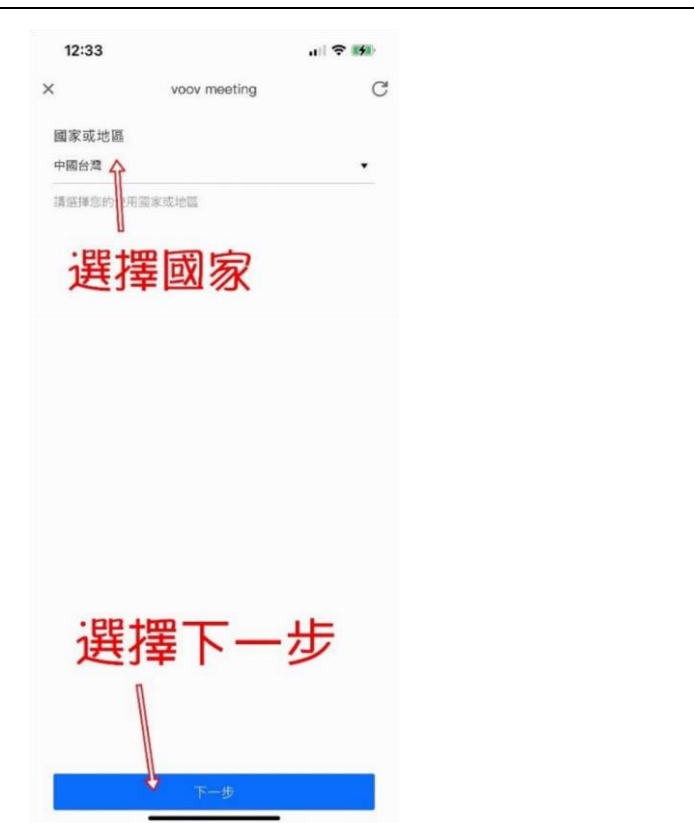 12:33
voov meeting
國家或地區
中國台灣
請選擇您的使用國家或地區
選擇國家
選擇下一步
下一步